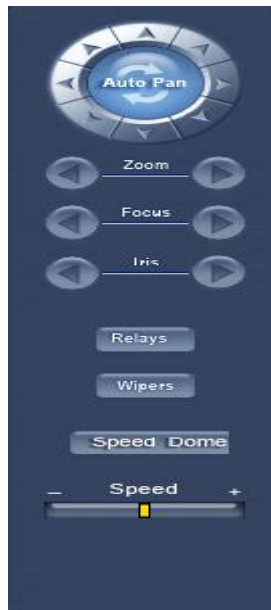 Auto Pan
Zoom
Focus
Iris
Relays
Wipers
Speed Dome
– Speed +